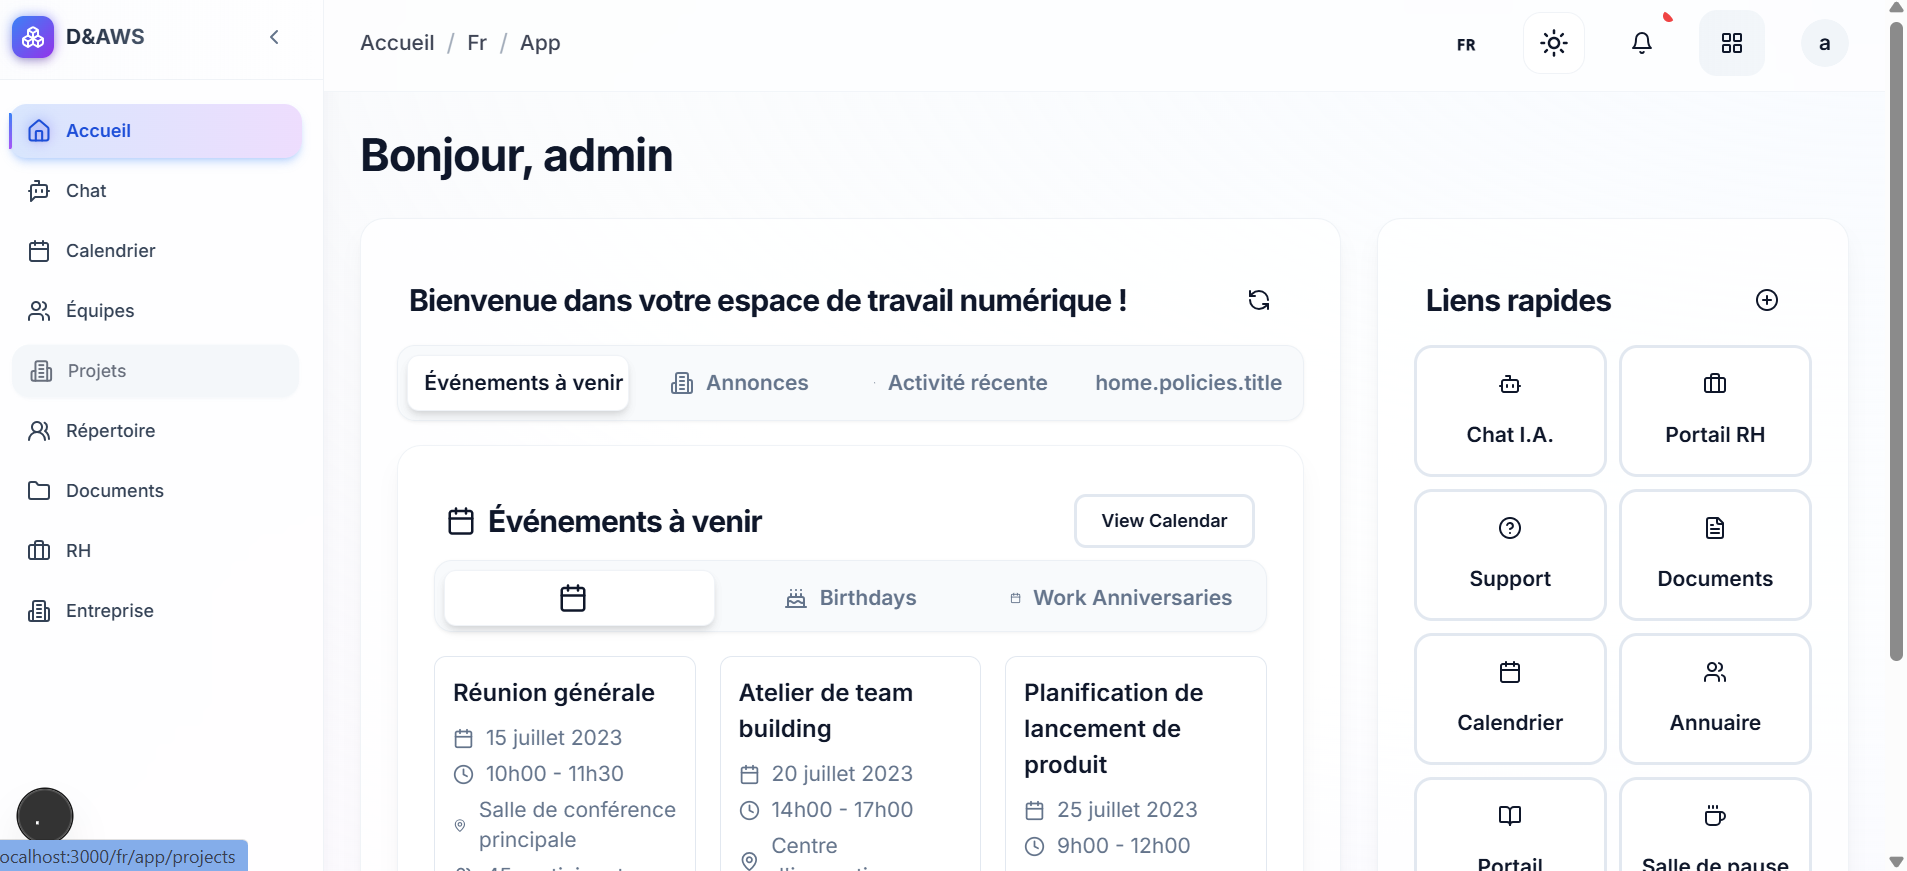 D&AWS
Accueil / Fr / App
FR
a
Accueil
Chat
Calendrier
Équipes
Projets
Répertoire
Documents
RH
Entreprise
Bonjour, admin
Bienvenue dans votre espace de travail numérique !
Événements à venir
Annonces
Activité récente
home.policies.title
Événements à venir
View Calendar
Birthdays
Work Anniversaries
Réunion générale
15 juillet 2023
10h00 - 11h30
Salle de conférence
principale
Atelier de team
building
20 juillet 2023
14h00 - 17h00
Centre
Planification de
lancement de
produit
25 juillet 2023
9h00 - 12h00
Liens rapides
Chat I.A.
Portail RH
Support
Documents
Calendrier
Annuaire
Portail
Salle de pause
ocalhost:3000/fr/app/projects